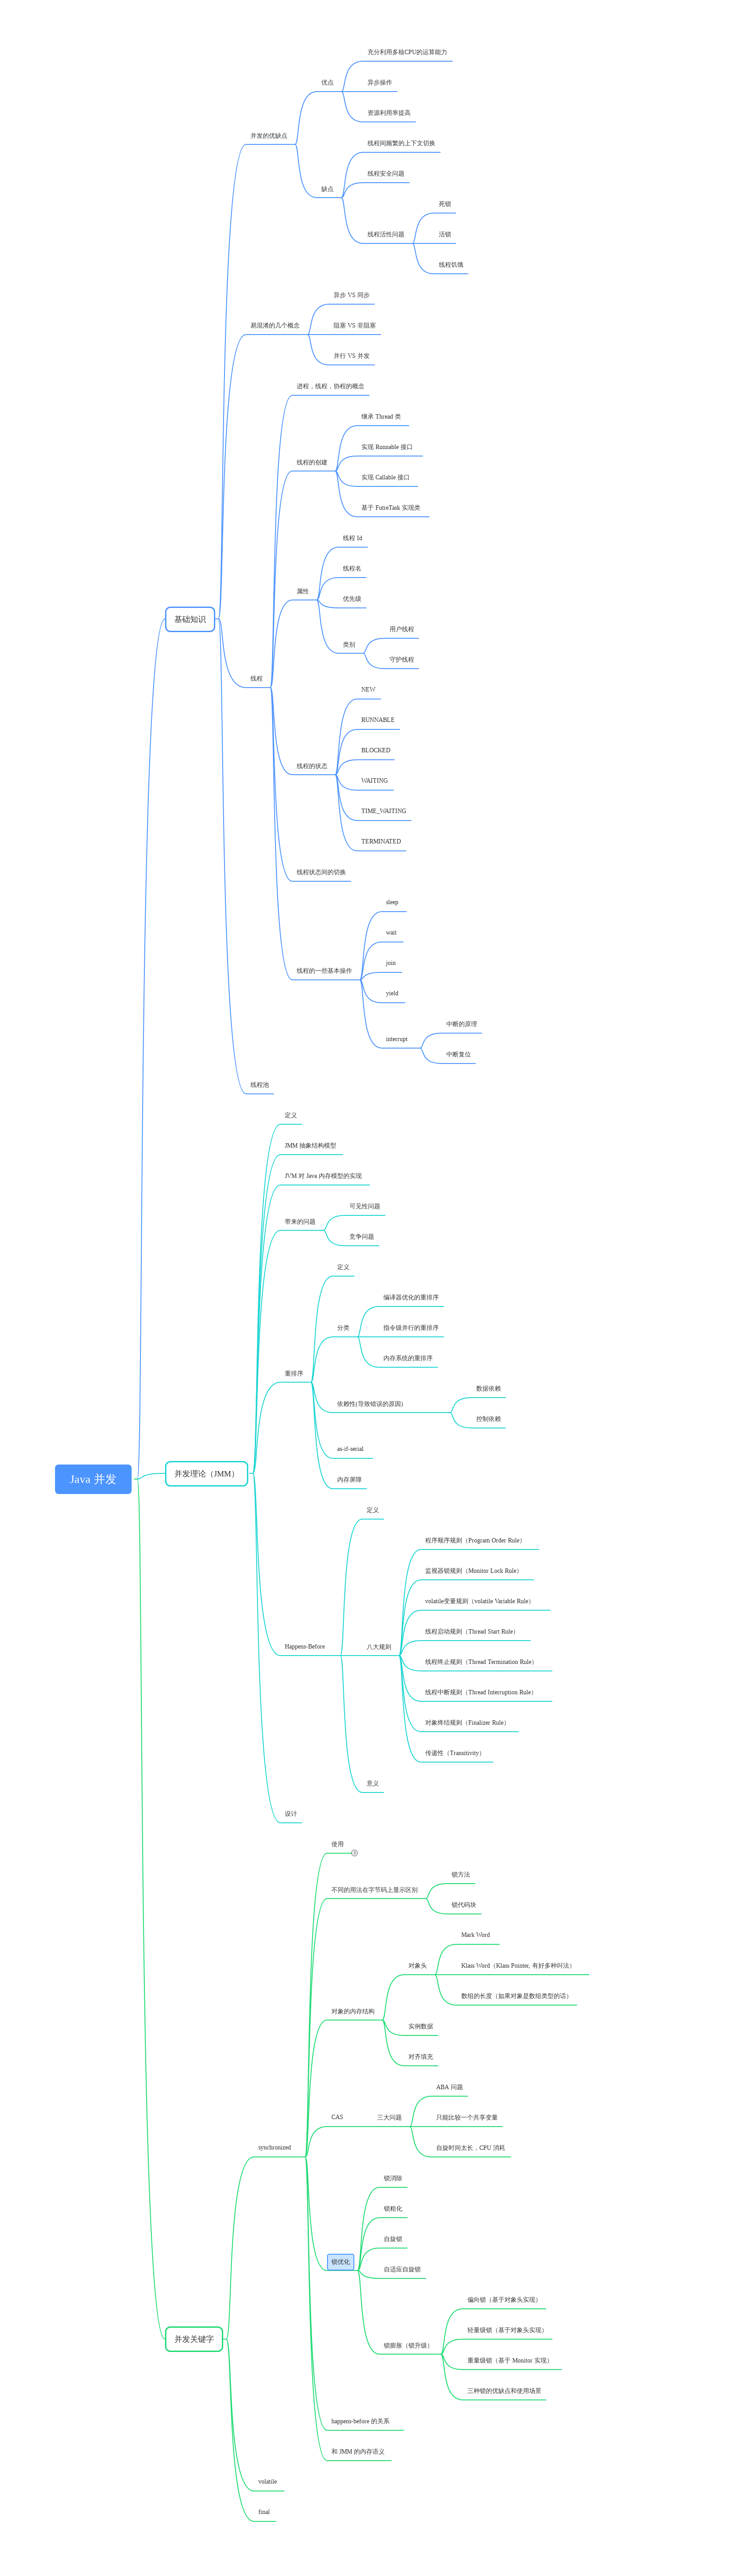 Java 并发
基础知识
并发的优缺点
优点
充分利用多核CPU的运算能力
异步操作
资源利用率提高
缺点
线程间频繁的上下文切换
线程安全问题
线程活性问题
死锁
活锁
线程饥饿
易混淆的几个概念
异步 VS 同步
阻塞 VS 非阻塞
并行 VS 并发
线程
进程，线程，协程的概念
线程的创建
继承 Thread 类
实现 Runnable 接口
实现 Callable 接口
基于 FutreTask 实现类
属性
线程 Id
线程名
优先级
类别
用户线程
守护线程
线程的状态
NEW
RUNNABLE
BLOCKED
WAITING
TIME_WAITING
TERMINATED
线程状态间的切换
线程的一些基本操作
sleep
wait
join
yield
interrupt
中断的原理
中断复位
线程池
并发理论（JMM）
定义
JMM 抽象结构模型
JVM 对 Java 内存模型的实现
带来的问题
可见性问题
竞争问题
重排序
定义
分类
编译器优化的重排序
指令级并行的重排序
内存系统的重排序
依赖性(导致错误的原因)
数据依赖
控制依赖
as-if-serial
内存屏障
Happens-Before
定义
八大规则
程序顺序规则（Program Order Rule）
监视器锁规则（Monitor Lock Rule）
volatile变量规则（volatile Variable Rule）
线程启动规则（Thread Start Rule）
线程终止规则（Thread Termination Rule）
线程中断规则（Thread Interruption Rule）
对象终结规则（Finalizer Rule）
传递性（Transitivity）
意义
设计
并发关键字
synchronized
使用
不同的用法在字节码上显示区别
锁方法
锁代码块
对象的内存结构
对象头
Mark Word
Klass Word（Klass Pointer, 有好多种叫法）
数组的长度（如果对象是数组类型的话）
实例数据
对齐填充
CAS
三大问题
ABA 问题
只能比较一个共享变量
自旋时间太长，CPU 消耗
锁优化
锁消除
锁粗化
自旋锁
自适应自旋锁
锁膨胀（锁升级）
偏向锁（基于对象头实现）
轻量级锁（基于对象头实现）
重量级锁（基于 Monitor 实现）
三种锁的优缺点和使用场景
happens-before 的关系
和 JMM 的内存语义
volatile
final